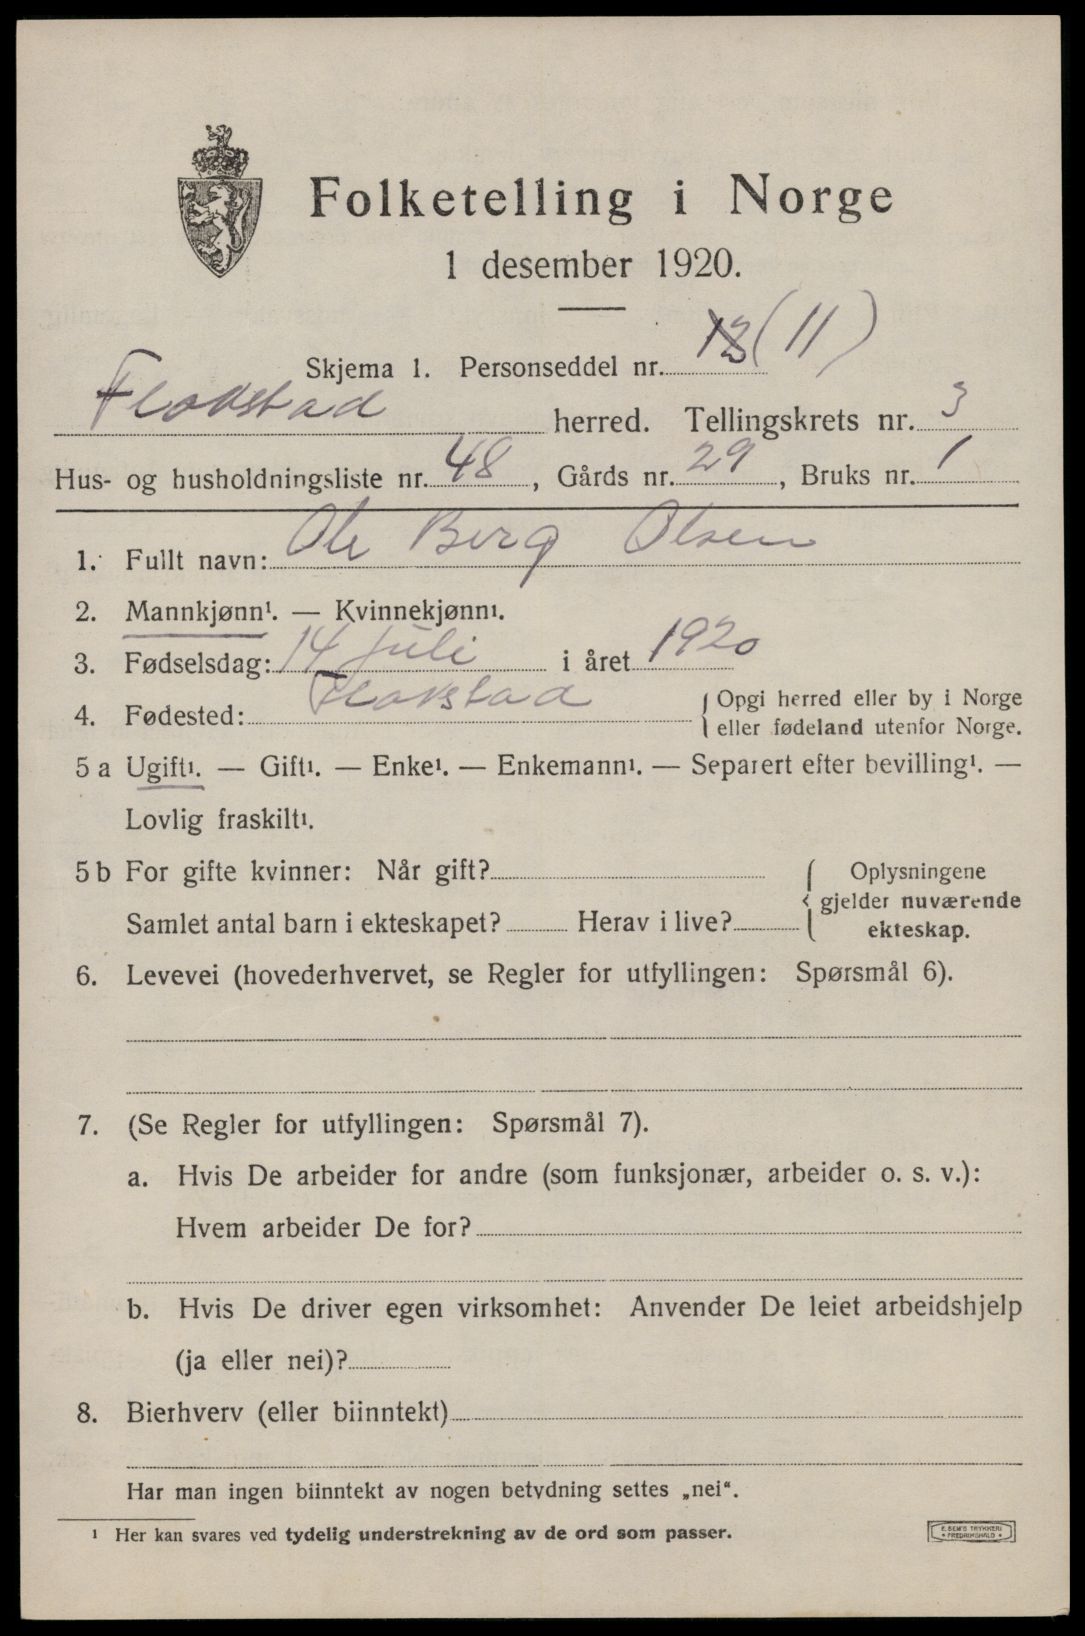 Folketelling i Norge
1 desember 1920.
Skjema 1. Personseddel nr. 12 (11)
Flakstad herred. Tellingskrets nr. 3
Hus- og husholdningsliste nr. 48, Gårds nr. 29, Bruks nr. 1
1. Fullt navn: Ole Berg Olsen
2. Mannkjønn¹. — Kvinnekjønn¹.
3. Fødselsdag: 14 Juli i året 1920
4. Fødested: Flakstad { Opgi herred eller by i Norge
eller fødeland utenfor Norge.
5 a Ugift¹. — Gift¹. — Enke¹. — Enkemann¹. — Separert efter bevilling¹. —
Lovlig fraskilt¹.
5 b For gifte kvinner: Når gift?
Samlet antal barn i ekteskapet? Herav i live?
{ Oplysningene
gjelder nuværende
ekteskap.
6. Levevei (hovederhvervet, se Regler for utfyllingen: Spørsmål 6).
7. (Se Regler for utfyllingen: Spørsmål 7).
a. Hvis De arbeider for andre (som funksjonær, arbeider o. s. v.):
Hvem arbeider De for?
b. Hvis De driver egen virksomhet: Anvender De leiet arbeidshjelp
(ja eller nei)?
8. Bierhverv (eller biinntekt)
Har man ingen biinntekt av nogen betydning settes „nei“.
¹ Her kan svares ved tydelig understrekning av de ord som passer.
E. SEM'S TRYKKERI
• FREDRIKSHALD •